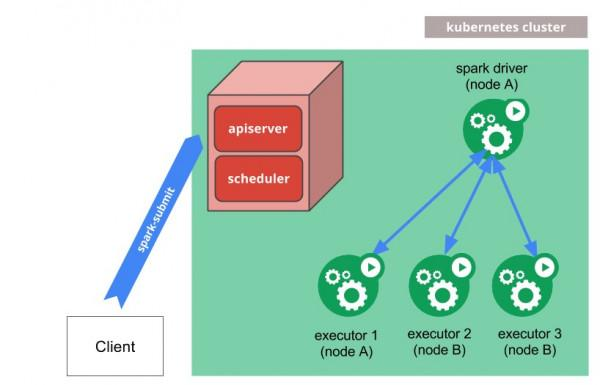 kubernetes cluster
spark driver
(node A)
apiserver
scheduler
spark-submit
executor 1
(node A)
executor 2
(node B)
executor 3
(node B)
Client